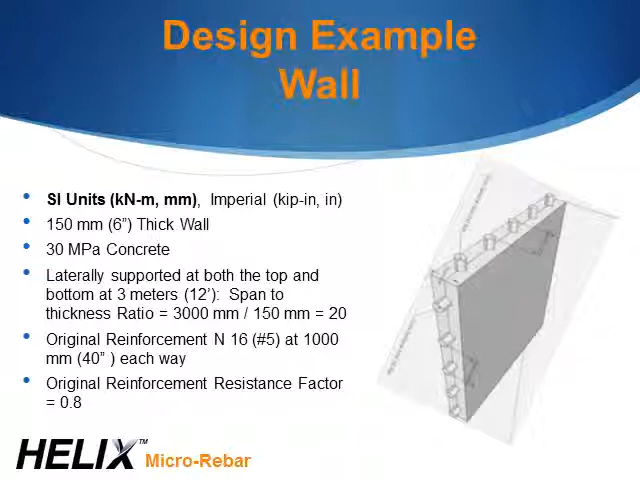 Design Example
Wall
• SI Units (kN-m, mm), Imperial (kip-in, in)
• 150 mm (6”) Thick Wall
• 30 MPa Concrete
• Laterally supported at both the top and
bottom at 3 meters (12’): Span to
thickness Ratio = 3000 mm / 150 mm = 20
• Original Reinforcement N 16 (#5) at 1000
mm (40” ) each way
• Original Reinforcement Resistance Factor
= 0.8
HELIX™ Micro-Rebar